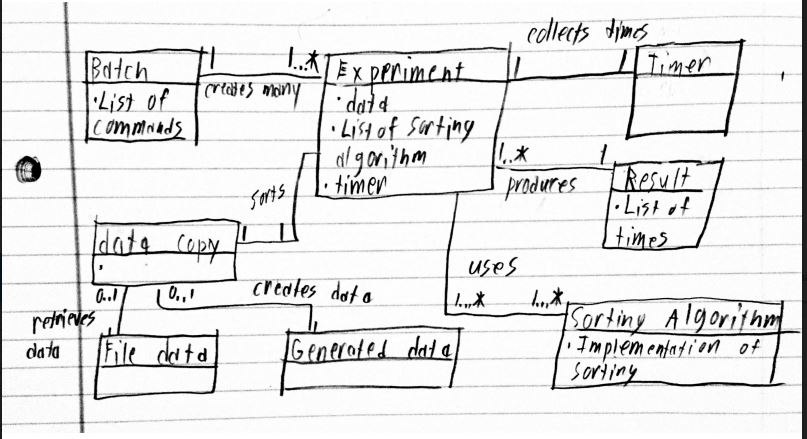 collects times
Batch
1
1...*
Experiment
1
1
Timer
creates many
•List of
commands
•data
•List of sorting
algorithm
•timer
1..*
1
produces
Result
•List of
times
sorts
data copy
1
1
•
0..1
0..1
creates data
uses
retrieves
data
1...*
1...*
1
1
File data
Generated data
Sorting Algorithm
•Implementation of
sorting